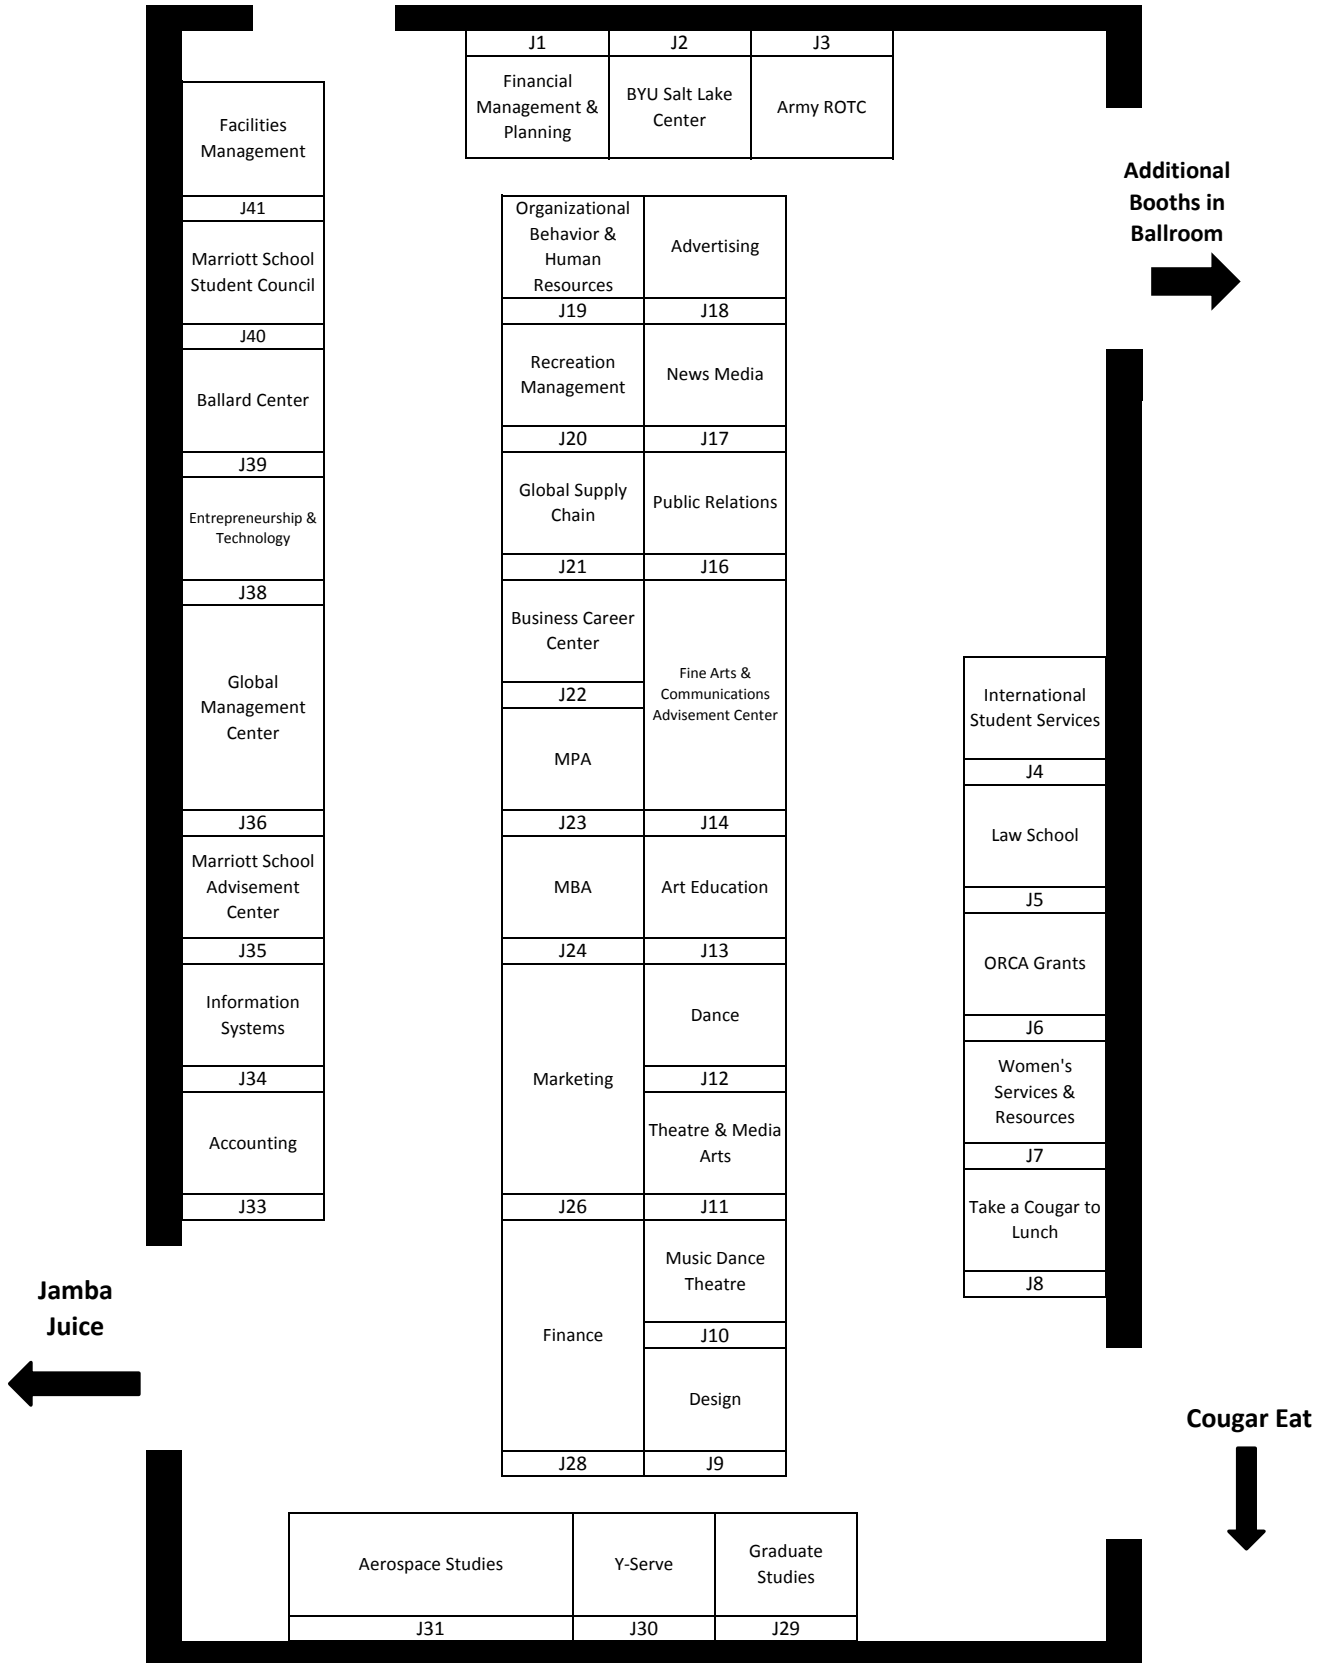 J1
J2
J3
Financial
Management &
Planning
BYU Salt Lake
Center
Army ROTC
Facilities
Management
J41
Marriott School
Student Council
J40
Ballard Center
J39
Entrepreneurship &
Technology
J38
Global
Management
Center
J36
Marriott School
Advisement
Center
J35
Information
Systems
J34
Accounting
J33
Organizational
Behavior &
Human
Resources
J19
Recreation
Management
J20
Global Supply
Chain
J21
Business Career
Center
J22
MPA
J23
MBA
J24
Marketing
J26
Finance
J28
Advertising
J18
News Media
J17
Public Relations
J16
Fine Arts &
Communications
Advisement Center
J14
Art Education
J13
Dance
J12
Theatre & Media
Arts
J11
Music Dance
Theatre
J10
Design
J9
Additional
Booths in
Ballroom
International
Student Services
J4
Law School
J5
ORCA Grants
J6
Women's
Services &
Resources
J7
Take a Cougar to
Lunch
J8
Jamba
Juice
Cougar Eat
Aerospace Studies
J31
Y-Serve
J30
Graduate
Studies
J29